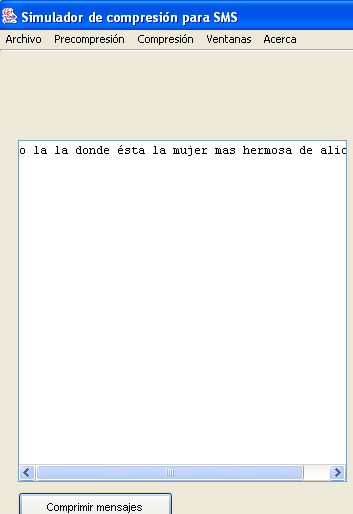 Simulador de compresión para SMS
Archivo Precompresión Compresión Ventanas Acerca
o la la donde ésta la mujer mas hermosa de alic
Comprimir mensajes